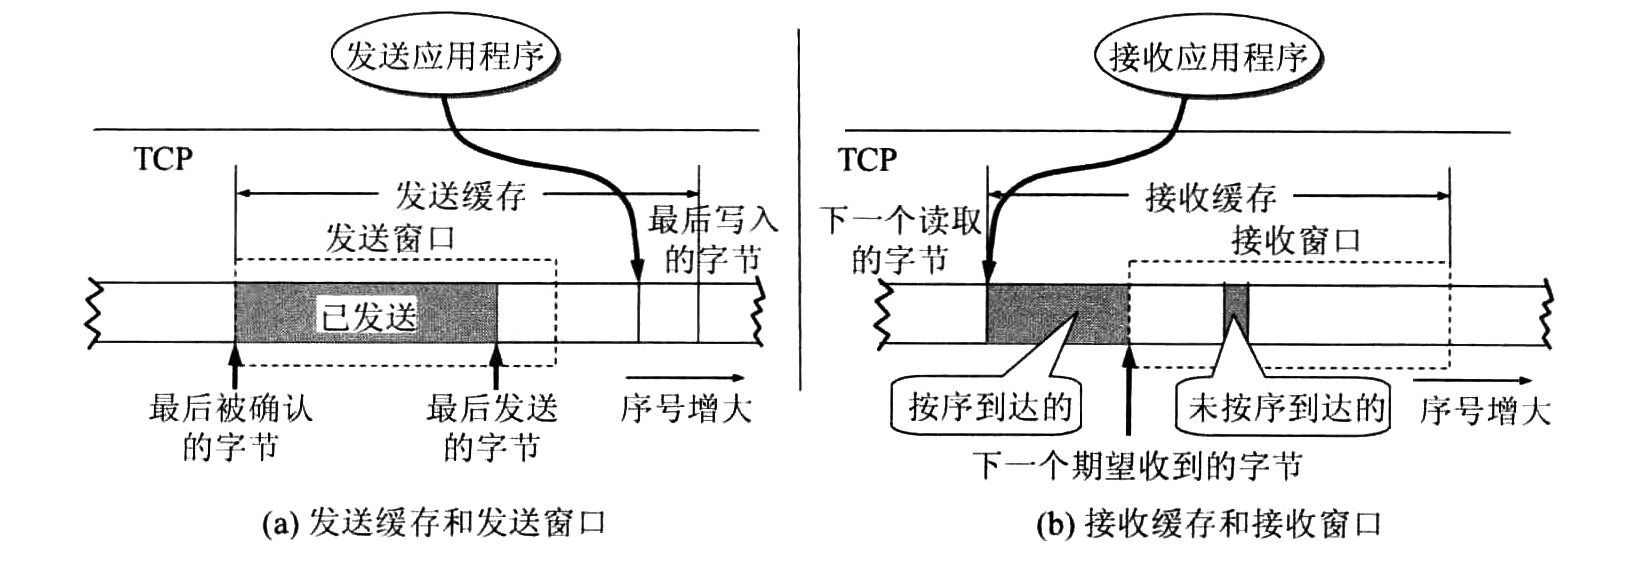 发送应用程序
TCP
发送缓存
发送窗口
最后写入
的字节
已发送
最后被确认
的字节
最后发送
的字节
序号增大
(a) 发送缓存和发送窗口
接收应用程序
TCP
接收缓存
下一个读取
的字节
接收窗口
按序到达的
未按序到达的
序号增大
下一个期望收到的字节
(b) 接收缓存和接收窗口